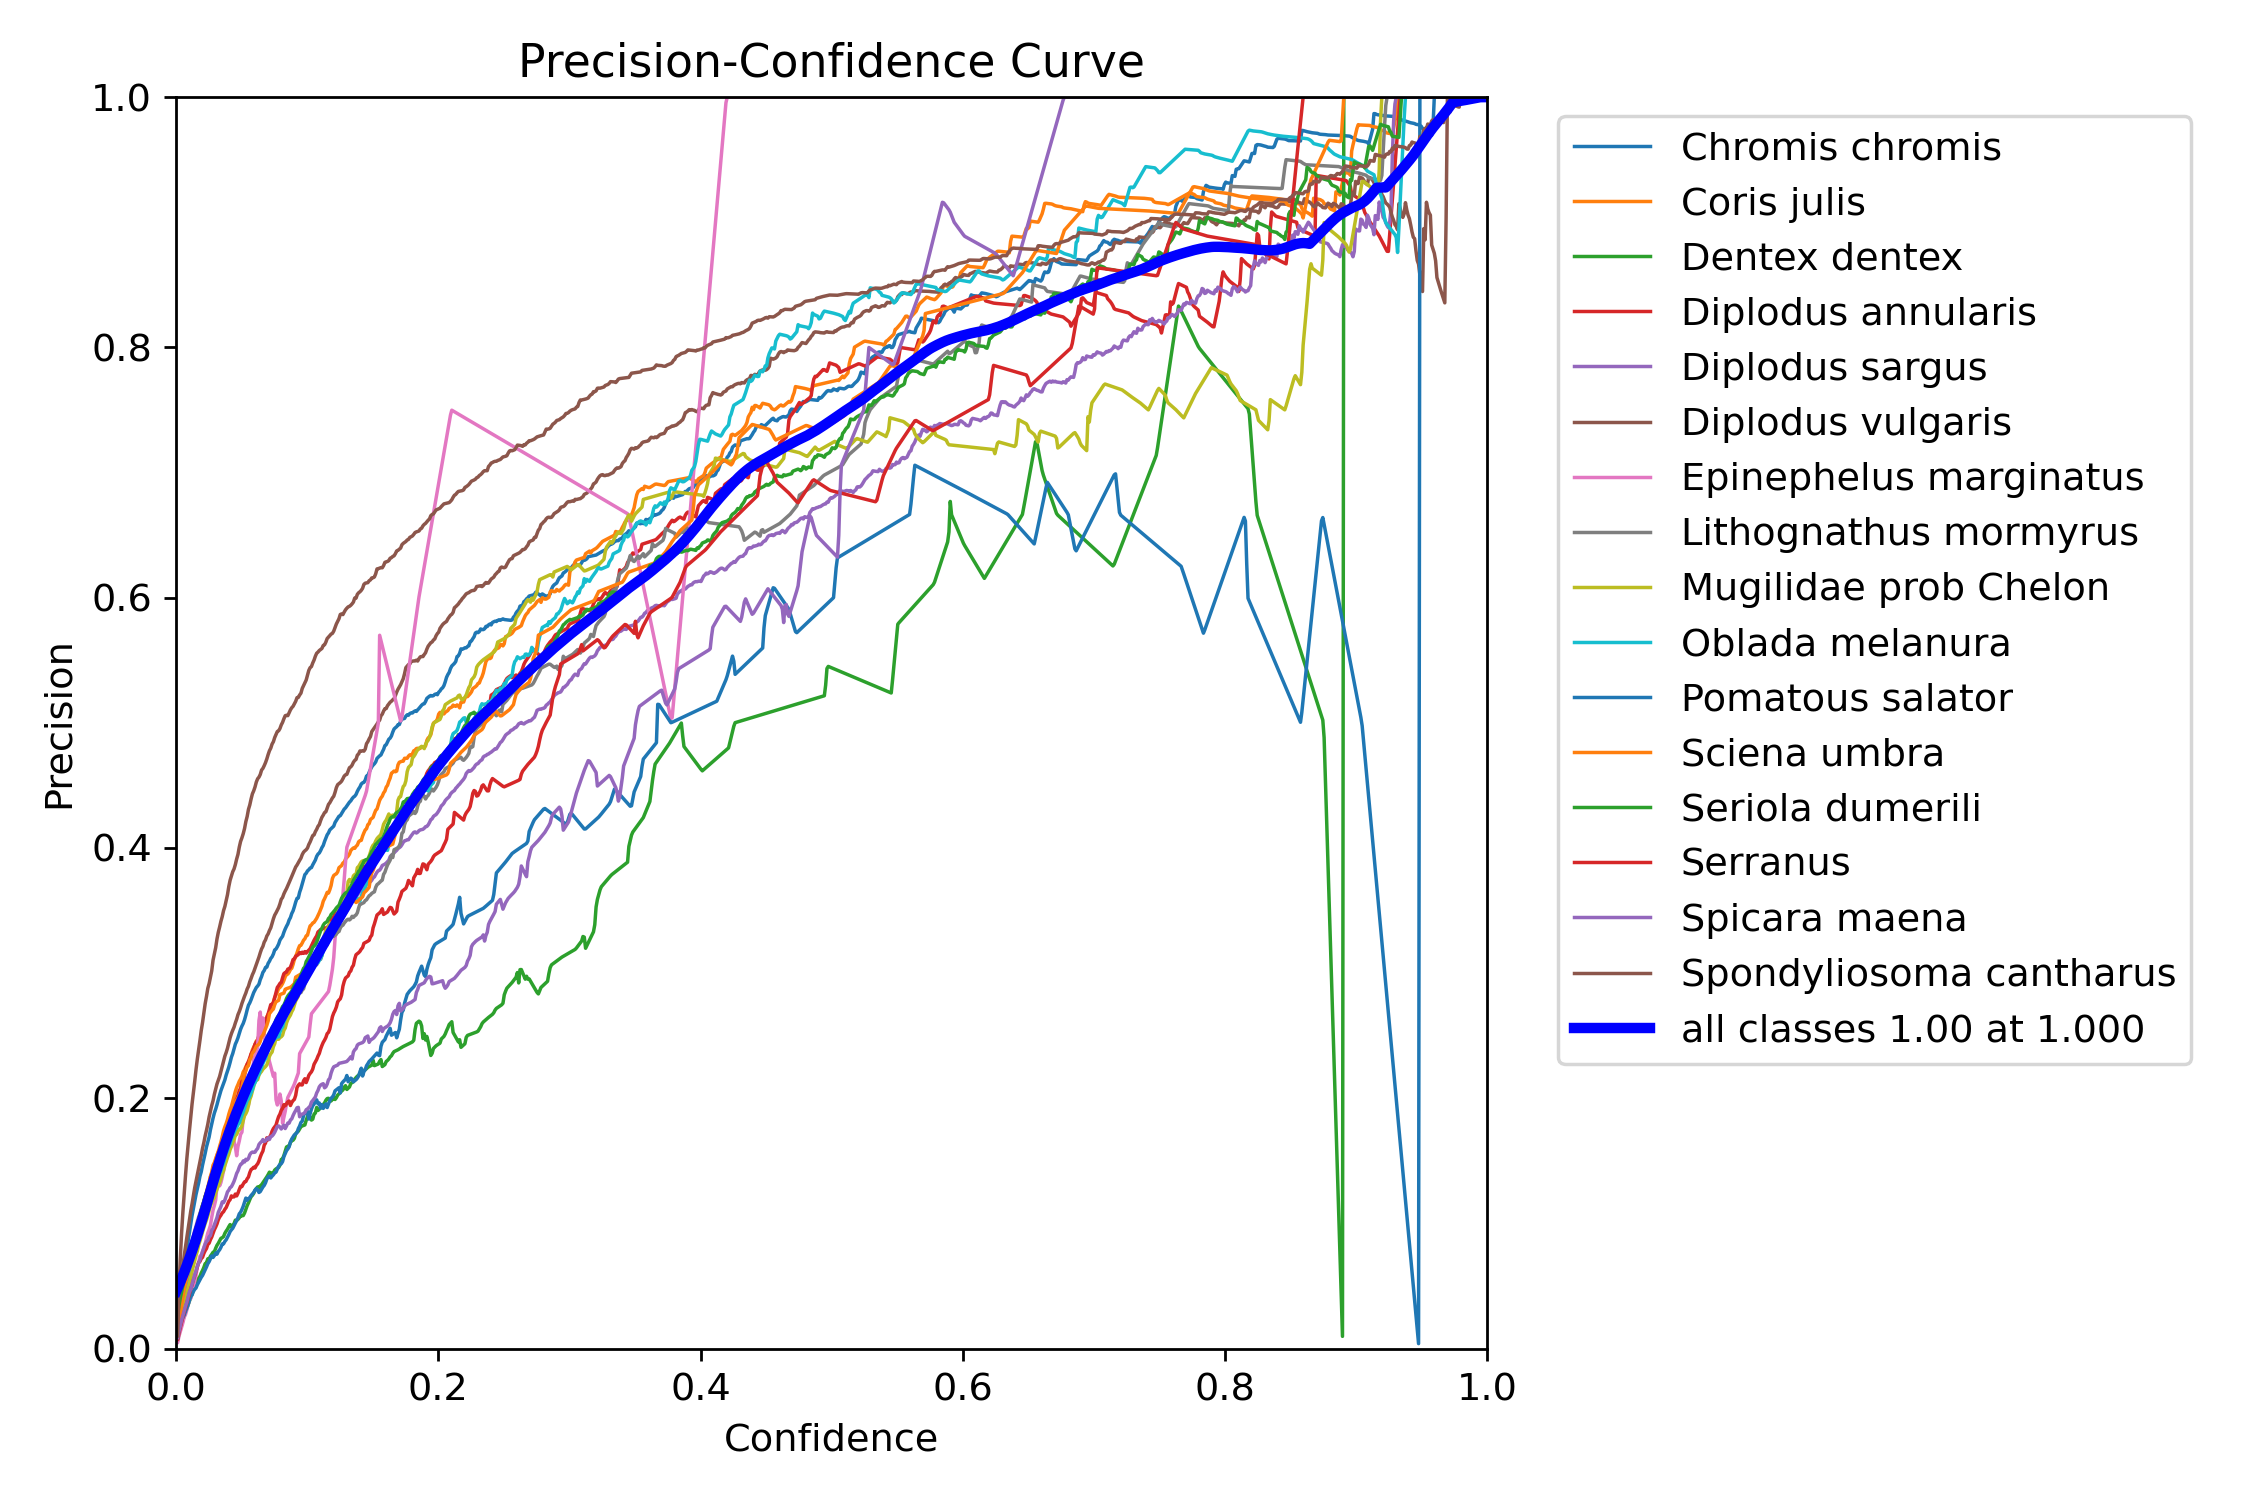 Precision-Confidence Curve
1.0
0.8
0.6
0.4
0.2
0.0
Precision
0.0 0.2 0.4 0.6 0.8 1.0
Confidence
Chromis chromis
Coris julis
Dentex dentex
Diplodus annularis
Diplodus sargus
Diplodus vulgaris
Epinephelus marginatus
Lithognathus mormyrus
Mugilidae prob Chelon
Oblada melanura
Pomatous salator
Sciena umbra
Seriola dumerili
Serranus
Spicara maena
Spondyliosoma cantharus
all classes 1.00 at 1.000